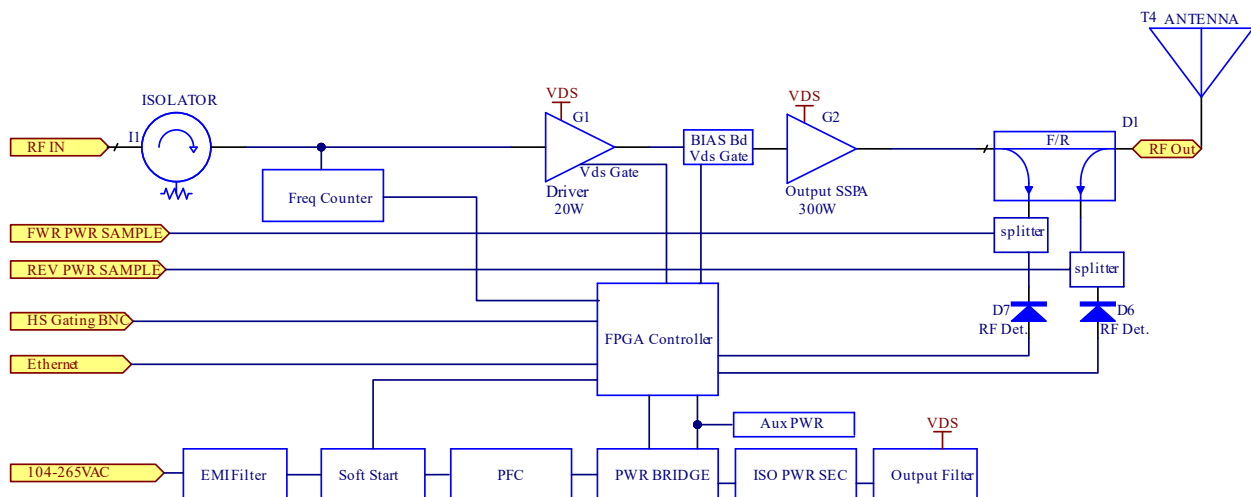 T4 ANTENNA
ISOLATOR
VDS
VDS
I1
G1
G2
D1
RF IN
BIAS Bd
Vds Gate
F/R
RF Out
Vds Gate
Freq Counter
Driver
20W
Output SSPA
300W
FWR PWR SAMPLE
splitter
REV PWR SAMPLE
splitter
HS Gating BNC
D7
RF Det.
D6
RF Det.
FPGA Controller
Ethernet
Aux PWR
VDS
104-265VAC
EMI Filter
Soft Start
PFC
PWR BRIDGE
ISO PWR SEC
Output Filter